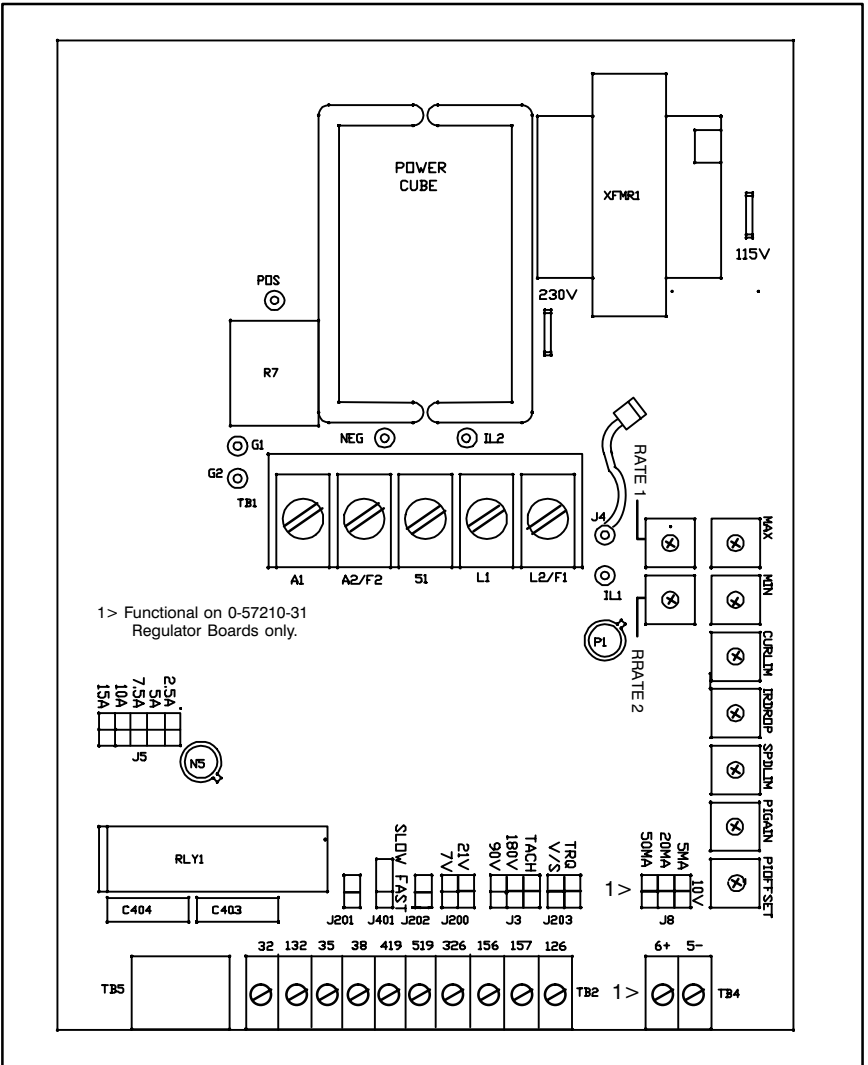 POWER
CUBE
XFMR1
115V
230V
POS
R7
NEG
IL2
G1
G2
TB1
A1
A2/F2
S1
L1
L2/F1
J4
IL1
P1
RATE 1
RRATE 2
MAX
MIN
CURLIM
IRDROP
SPDLIM
PIGAIN
PIOFFSET
1> Functional on 0-57210-31
Regulator Boards only.
15A
10A
7.5A
5A
2.5A
J5
N5
RLY1
C404
C403
SLOW FAST
7V
21V
90V
180V
TACH
V/S
TRQ
1>
50MA
20MA
5MA
10V
J201
J401
J202
J200
J3
J203
J8
32 132 35 38 419 519 326 156 157 126
6+ 5-
TB5
TB2
1>
TB4